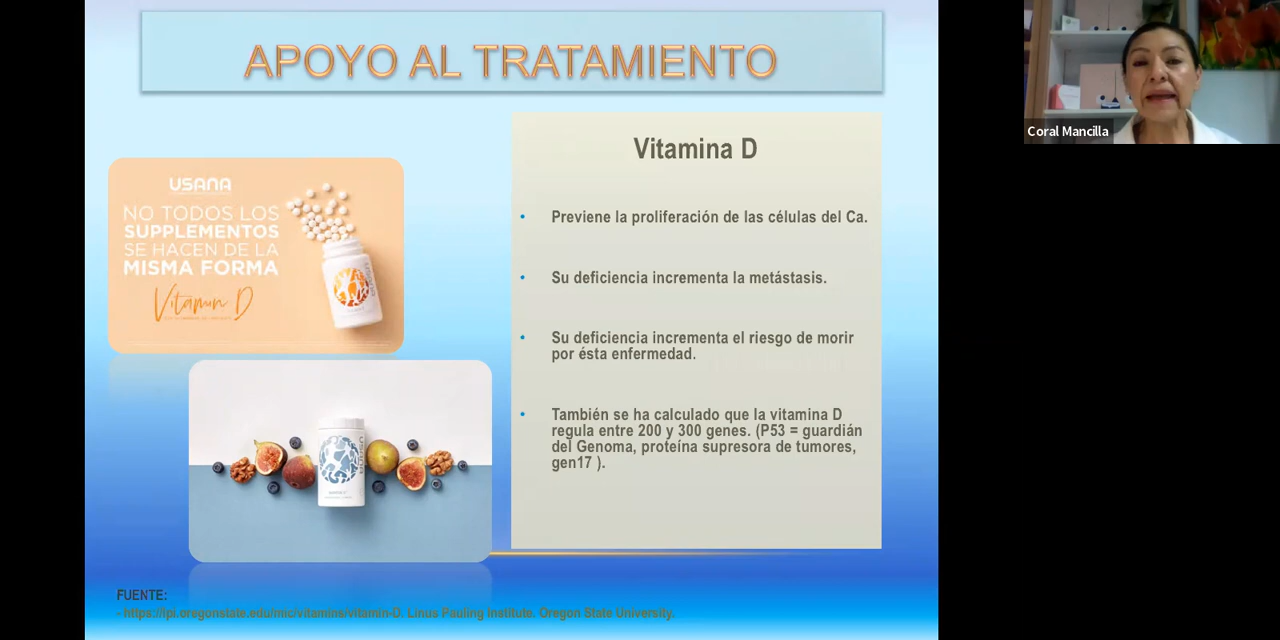 APOYO AL TRATAMIENTO
Coral Mancilla
Vitamina D
USANA
NO TODOS LOS
SUPPLEMENTOS
SE HACEN DE LA
MISMA FORMA
Vitamin D
• Previene la proliferación de las células del Ca.
• Su deficiencia incrementa la metástasis.
• Su deficiencia incrementa el riesgo de morir
por ésta enfermedad.
• También se ha calculado que la vitamina D
regula entre 200 y 300 genes. (P53 = guardián
del Genoma, proteína supresora de tumores,
gen17 ).
FUENTE:
- https://lpi.oregonstate.edu/mic/vitamins/vitamin-D. Linus Pauling Institute. Oregon State University.